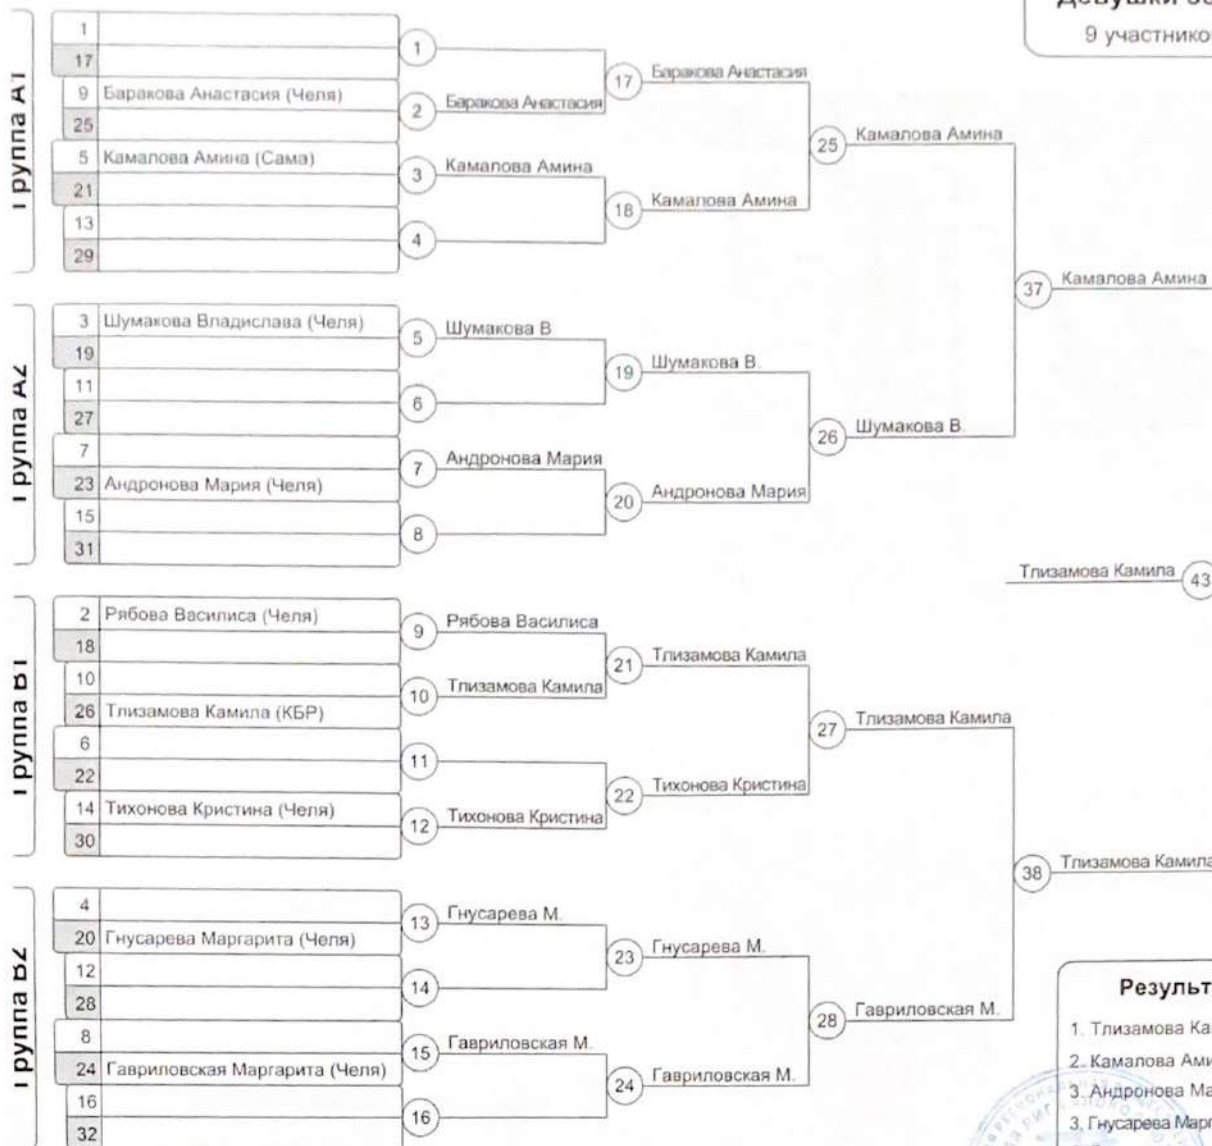 Девушки
9 участнико
Группа A1
1
17
9 Баракова Анастасия (Челя)
25
5 Камалова Амина (Сама)
21
13
29
1
2 Баракова Анастасия
3 Камалова Амина
4
17 Баракова Анастасия
18 Камалова Амина
25 Камалова Амина
Группа A2
3 Шумакова Владислава (Челя)
19
11
27
7
23 Андронова Мария (Челя)
15
31
5 Шумакова В
6
7 Андронова Мария
8
19 Шумакова В.
20 Андронова Мария
26 Шумакова В.
37 Камалова Амина
Тлизамова Камила 43
Группа B1
2 Рябова Василиса (Челя)
18
10
26 Тлизамова Камила (КБР)
6
22
14 Тихонова Кристина (Челя)
30
9 Рябова Василиса
10 Тлизамова Камила
11
12 Тихонова Кристина
21 Тлизамова Камила
22 Тихонова Кристина
27 Тлизамова Камила
Группа B2
4
20 Гнусарева Маргарита (Челя)
12
28
8
24 Гавриловская Маргарита (Челя)
16
32
13 Гнусарева М.
14
15 Гавриловская М.
16
23 Гнусарева М.
24 Гавриловская М.
28 Гавриловская М.
38 Тлизамова Камила
Результ
1. Тлизамова Ка
2. Камалова Ами
3. Андронова Ма
3. Гнусарева Марг